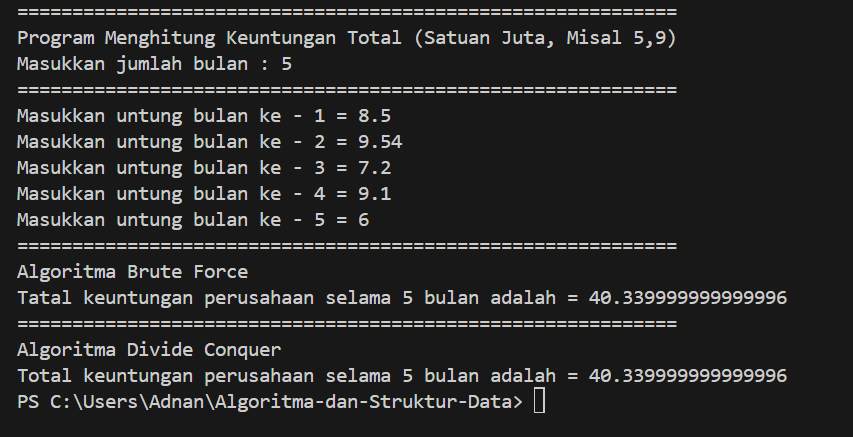 ============================================================
Program Menghitung Keuntungan Total (Satuan Juta, Misal 5,9)
Masukkan jumlah bulan : 5
============================================================
Masukkan untung bulan ke - 1 = 8.5
Masukkan untung bulan ke - 2 = 9.54
Masukkan untung bulan ke - 3 = 7.2
Masukkan untung bulan ke - 4 = 9.1
Masukkan untung bulan ke - 5 = 6
============================================================
Algoritma Brute Force
Tatal keuntungan perusahaan selama 5 bulan adalah = 40.339999999999996
============================================================
Algoritma Divide Conquer
Total keuntungan perusahaan selama 5 bulan adalah = 40.339999999999996
PS C:\Users\Adnan\Algoritma-dan-Struktur-Data>